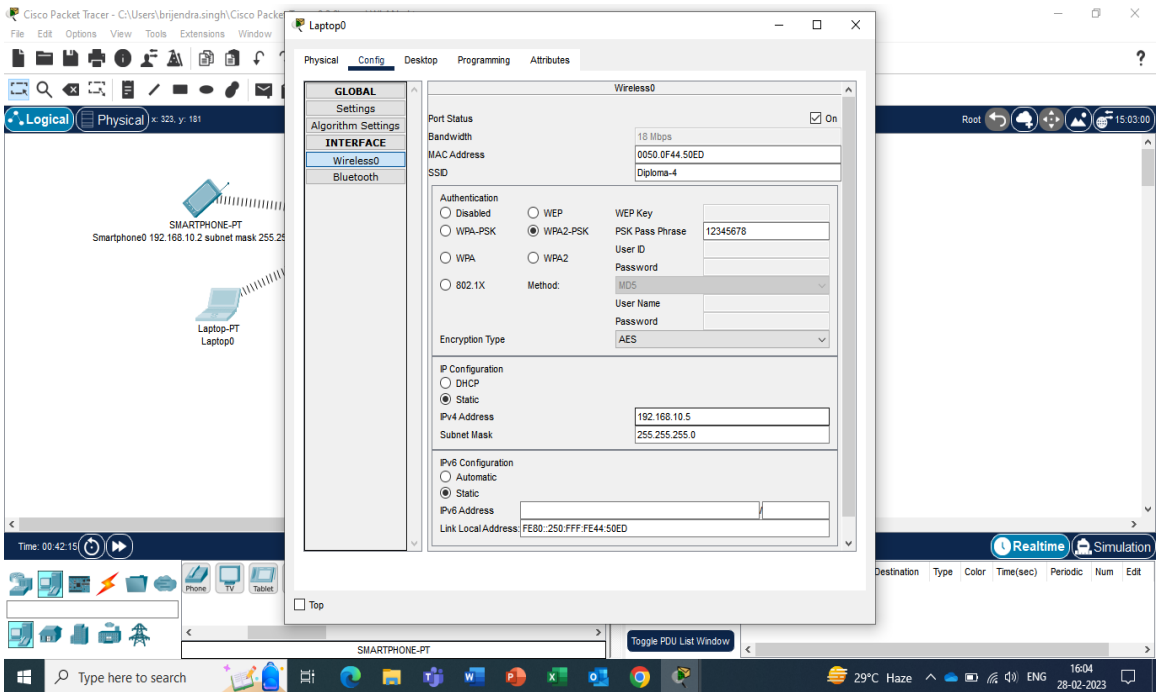 Cisco Packet Tracer - C:\Users\brijendra.singh\Cisco Packe
File Edit Options View Tools Extensions Window
?
Logical Physical x: 323, y: 181
Root 15:03:00
SMARTPHONE-PT
Smartphone0 192.168.10.2 subnet mask 255.25
Laptop-PT
Laptop0
Laptop0
Physical Config Desktop Programming Attributes
GLOBAL
Settings
Algorithm Settings
INTERFACE
Wireless0
Bluetooth
Wireless0
Port Status On
Bandwidth 18 Mbps
MAC Address 0050.0F44.50ED
SSID Diploma-4
Authentication
Disabled WEP WEP Key
WPA-PSK WPA2-PSK PSK Pass Phrase 12345678
User ID
WPA WPA2
Password
802.1X Method: MD5
User Name
Password
Encryption Type AES
IP Configuration
DHCP
Static
IPv4 Address 192.168.10.5
Subnet Mask 255.255.255.0
IPv6 Configuration
Automatic
Static
IPv6 Address /
Link Local Address: FE80::250:FFF:FE44:50ED
Top
Time: 00:42:15
Realtime Simulation
Phone TV Tablet
Destination Type Color Time(sec) Periodic Num Edit
Toggle PDU List Window
SMARTPHONE-PT
Type here to search
29°C Haze ENG
16:04
28-02-2023